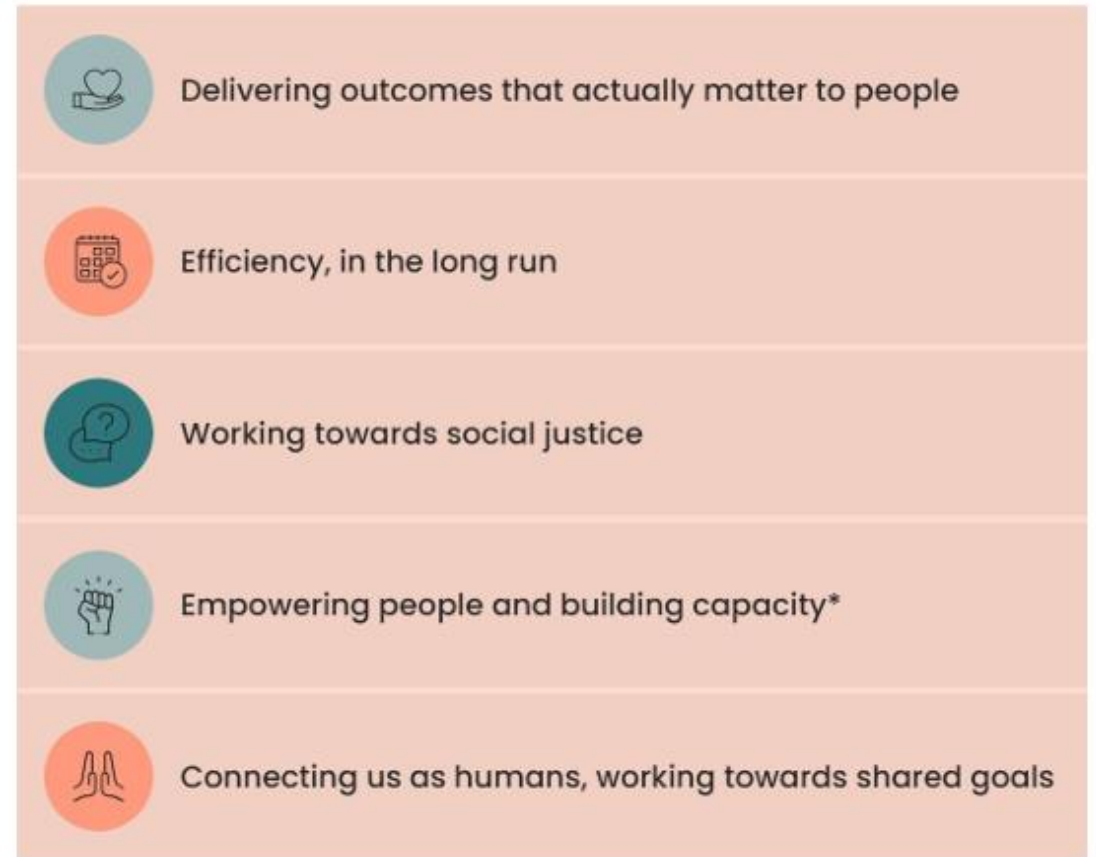 Delivering outcomes that actually matter to people
Efficiency, in the long run
?
Working towards social justice
Empowering people and building capacity*
Connecting us as humans, working towards shared goals